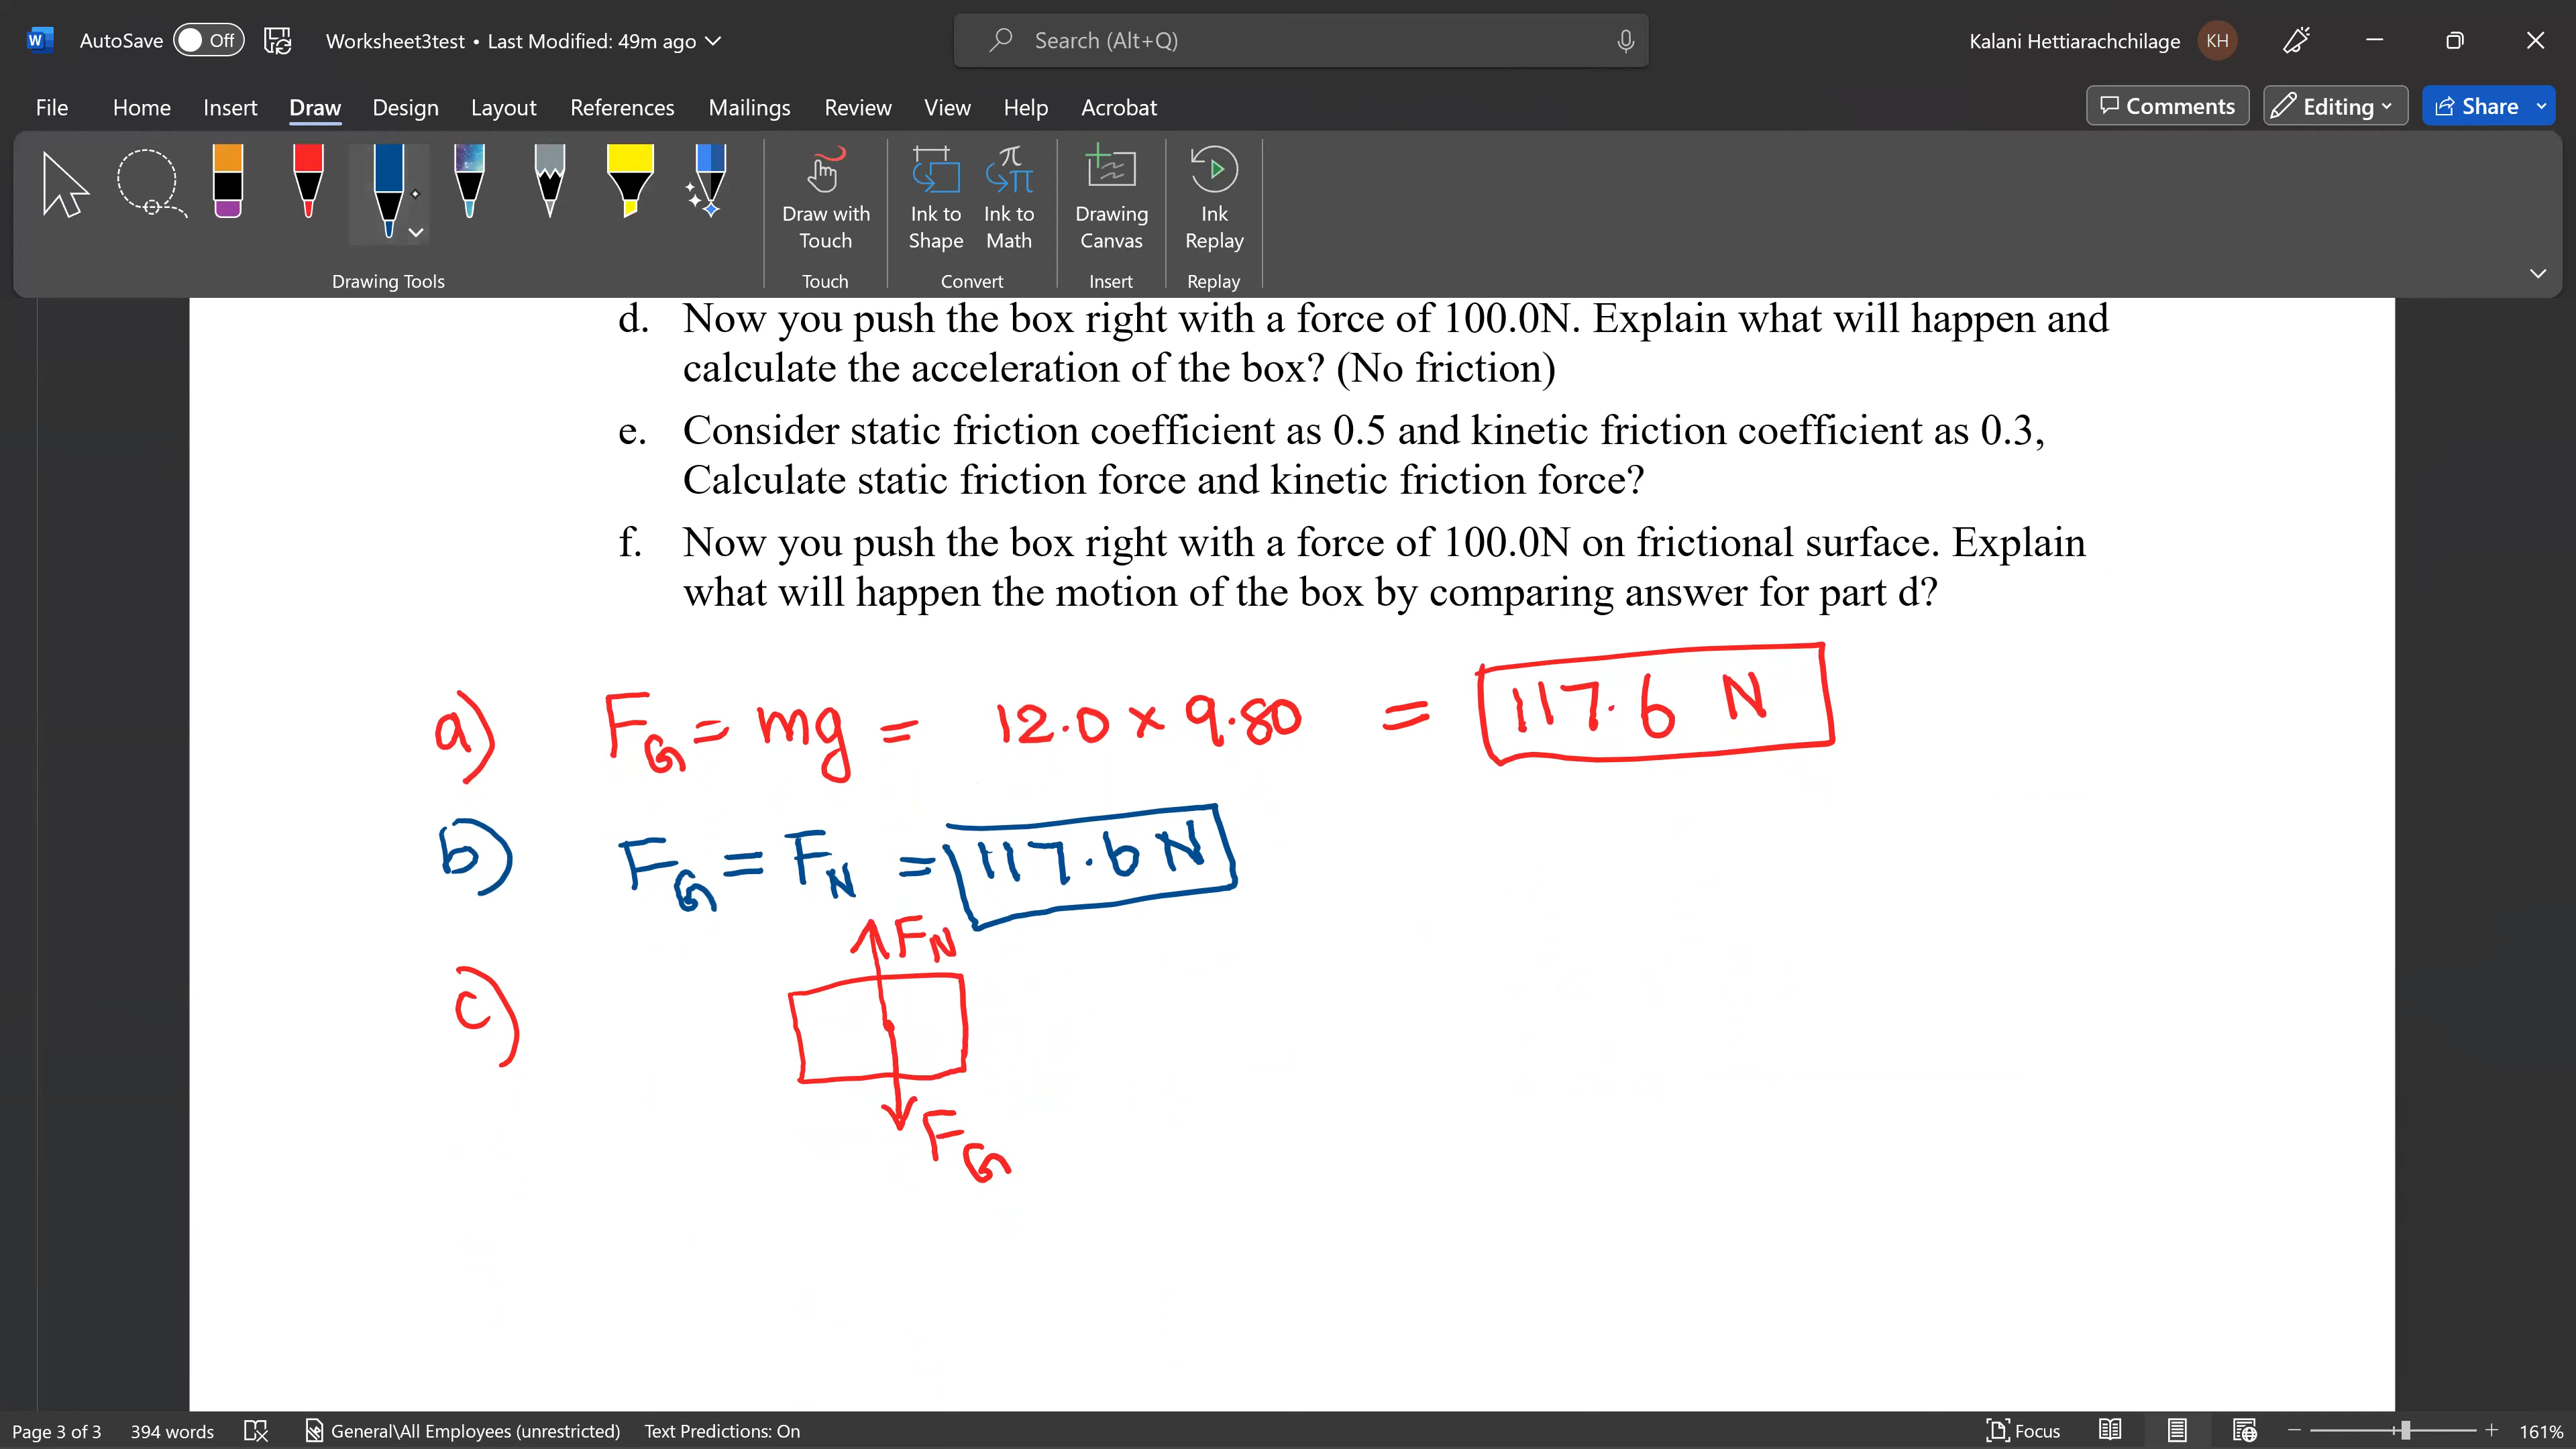 AutoSave Off Worksheet3test • Last Modified: 49m ago Search (Alt+Q) Kalani Hettiarachchilage KH
File Home Insert Draw Design Layout References Mailings Review View Help Acrobat Comments Editing Share
Draw with Touch
Ink to Shape
Ink to Math
Drawing Canvas
Ink Replay
Drawing Tools Touch Convert Insert Replay
d. Now you push the box right with a force of 100.0N. Explain what will happen and
calculate the acceleration of the box? (No friction)
e. Consider static friction coefficient as 0.5 and kinetic friction coefficient as 0.3,
Calculate static friction force and kinetic friction force?
f. Now you push the box right with a force of 100.0N on frictional surface. Explain
what will happen the motion of the box by comparing answer for part d?
a) FG = mg = 12.0 × 9.80 = 117.6 N
b) FG = FN = 117.6 N
FN
c)
FG
Page 3 of 3 394 words General\All Employees (unrestricted) Text Predictions: On Focus 161%